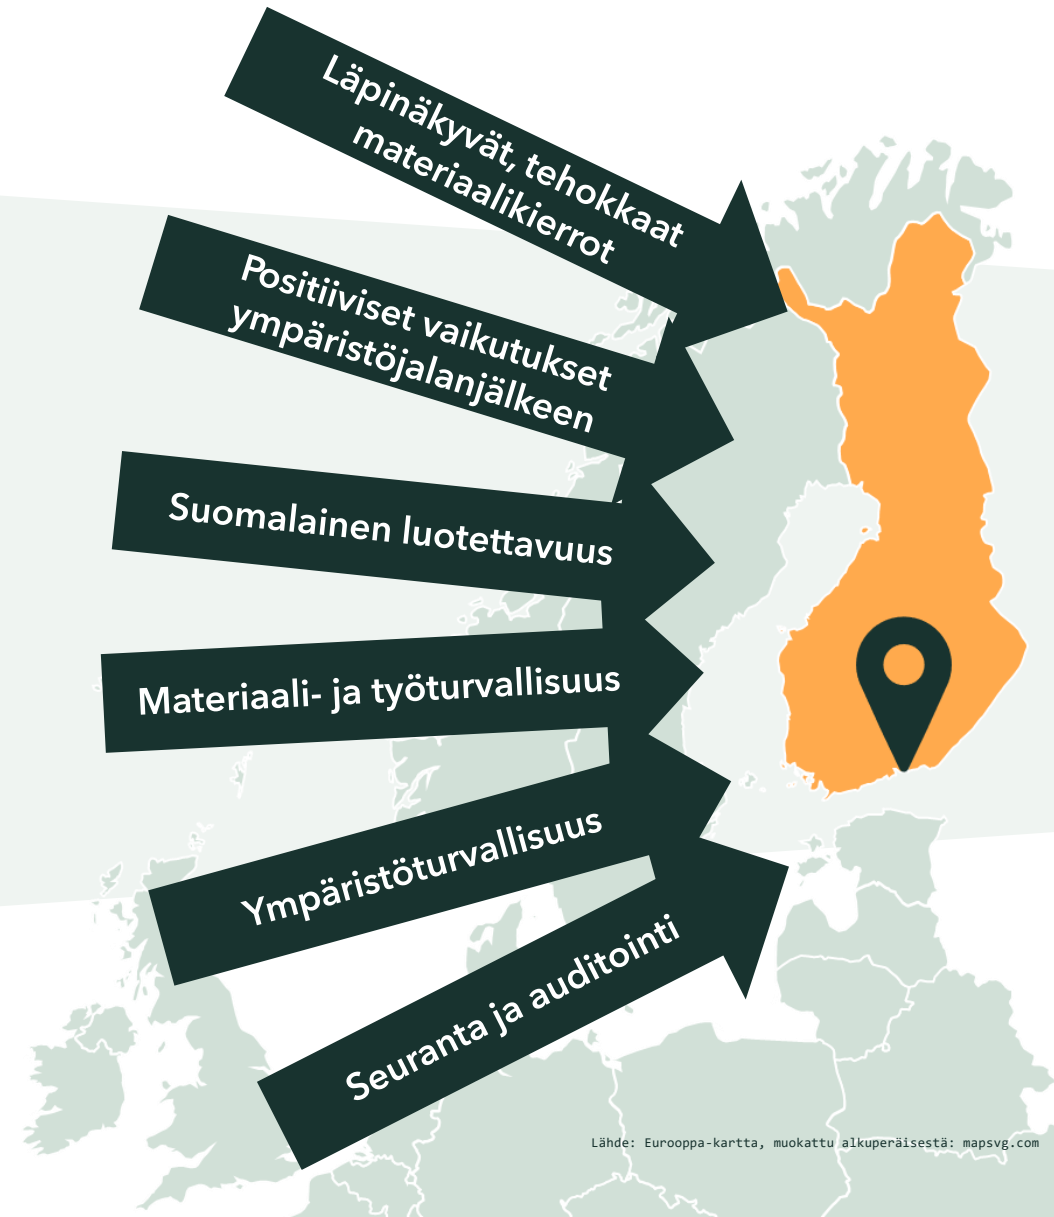 Läpinäkyvät, tehokkaat
materiaalikierrot
Positiiviset vaikutukset
ympäristöjalanjälkeen
Suomalainen luotettavuus
Materiaali- ja työturvallisuus
Ympäristöturvallisuus
Seuranta ja auditointi
Lähde: Eurooppa-kartta, muokattu alkuperäisestä: mapsvg.com